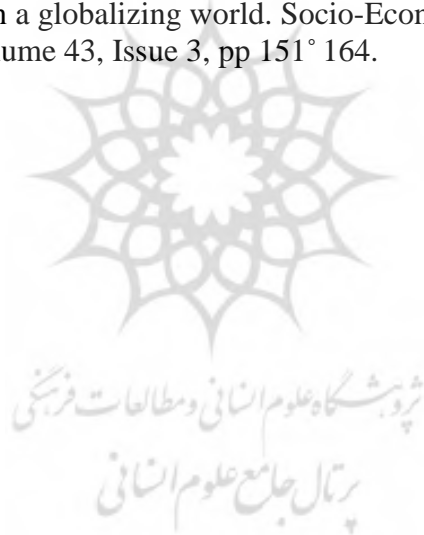 n a globalizing world. Socio-Econ
lume 43, Issue 3, pp 151˚ 164.
پژوهشگاه علوم انسانی و مطالعات فرهنگی
پرتال جامع علوم انسانی